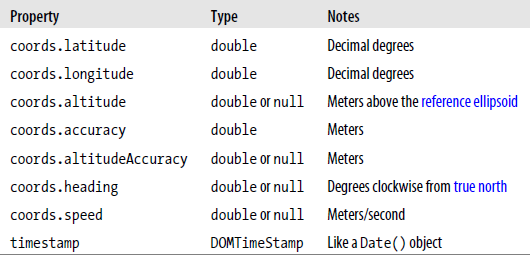 Property Type Notes
coords.latitude double Decimal degrees
coords.longitude double Decimal degrees
coords.altitude double or null Meters above the reference ellipsoid
coords.accuracy double Meters
coords.altitudeAccuracy double or null Meters
coords.heading double or null Degrees clockwise from true north
coords.speed double or null Meters/second
timestamp DOMTimeStamp Like a Date() object